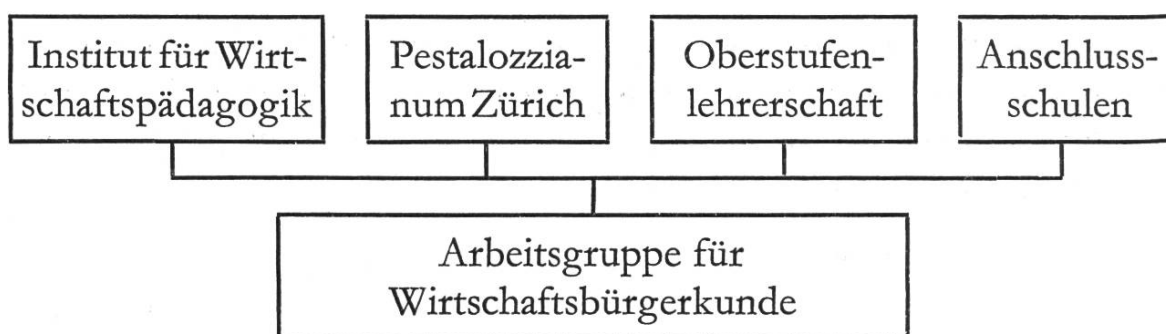 Institut für Wirt-
schaftspädagogik
Pestalozzia-
num Zürich
Oberstufen-
lehrerschaft
Anschluss-
schulen
Arbeitsgruppe für
Wirtschaftsbürgerkunde